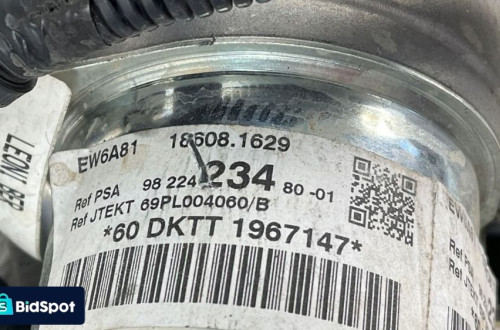 EW6A81 18608.1629
Ref PSA 98 224 234 80 -01
Ref JTEKT 69PL004060/B
*60 DKTT 1967147*
LEONI
BidSpot